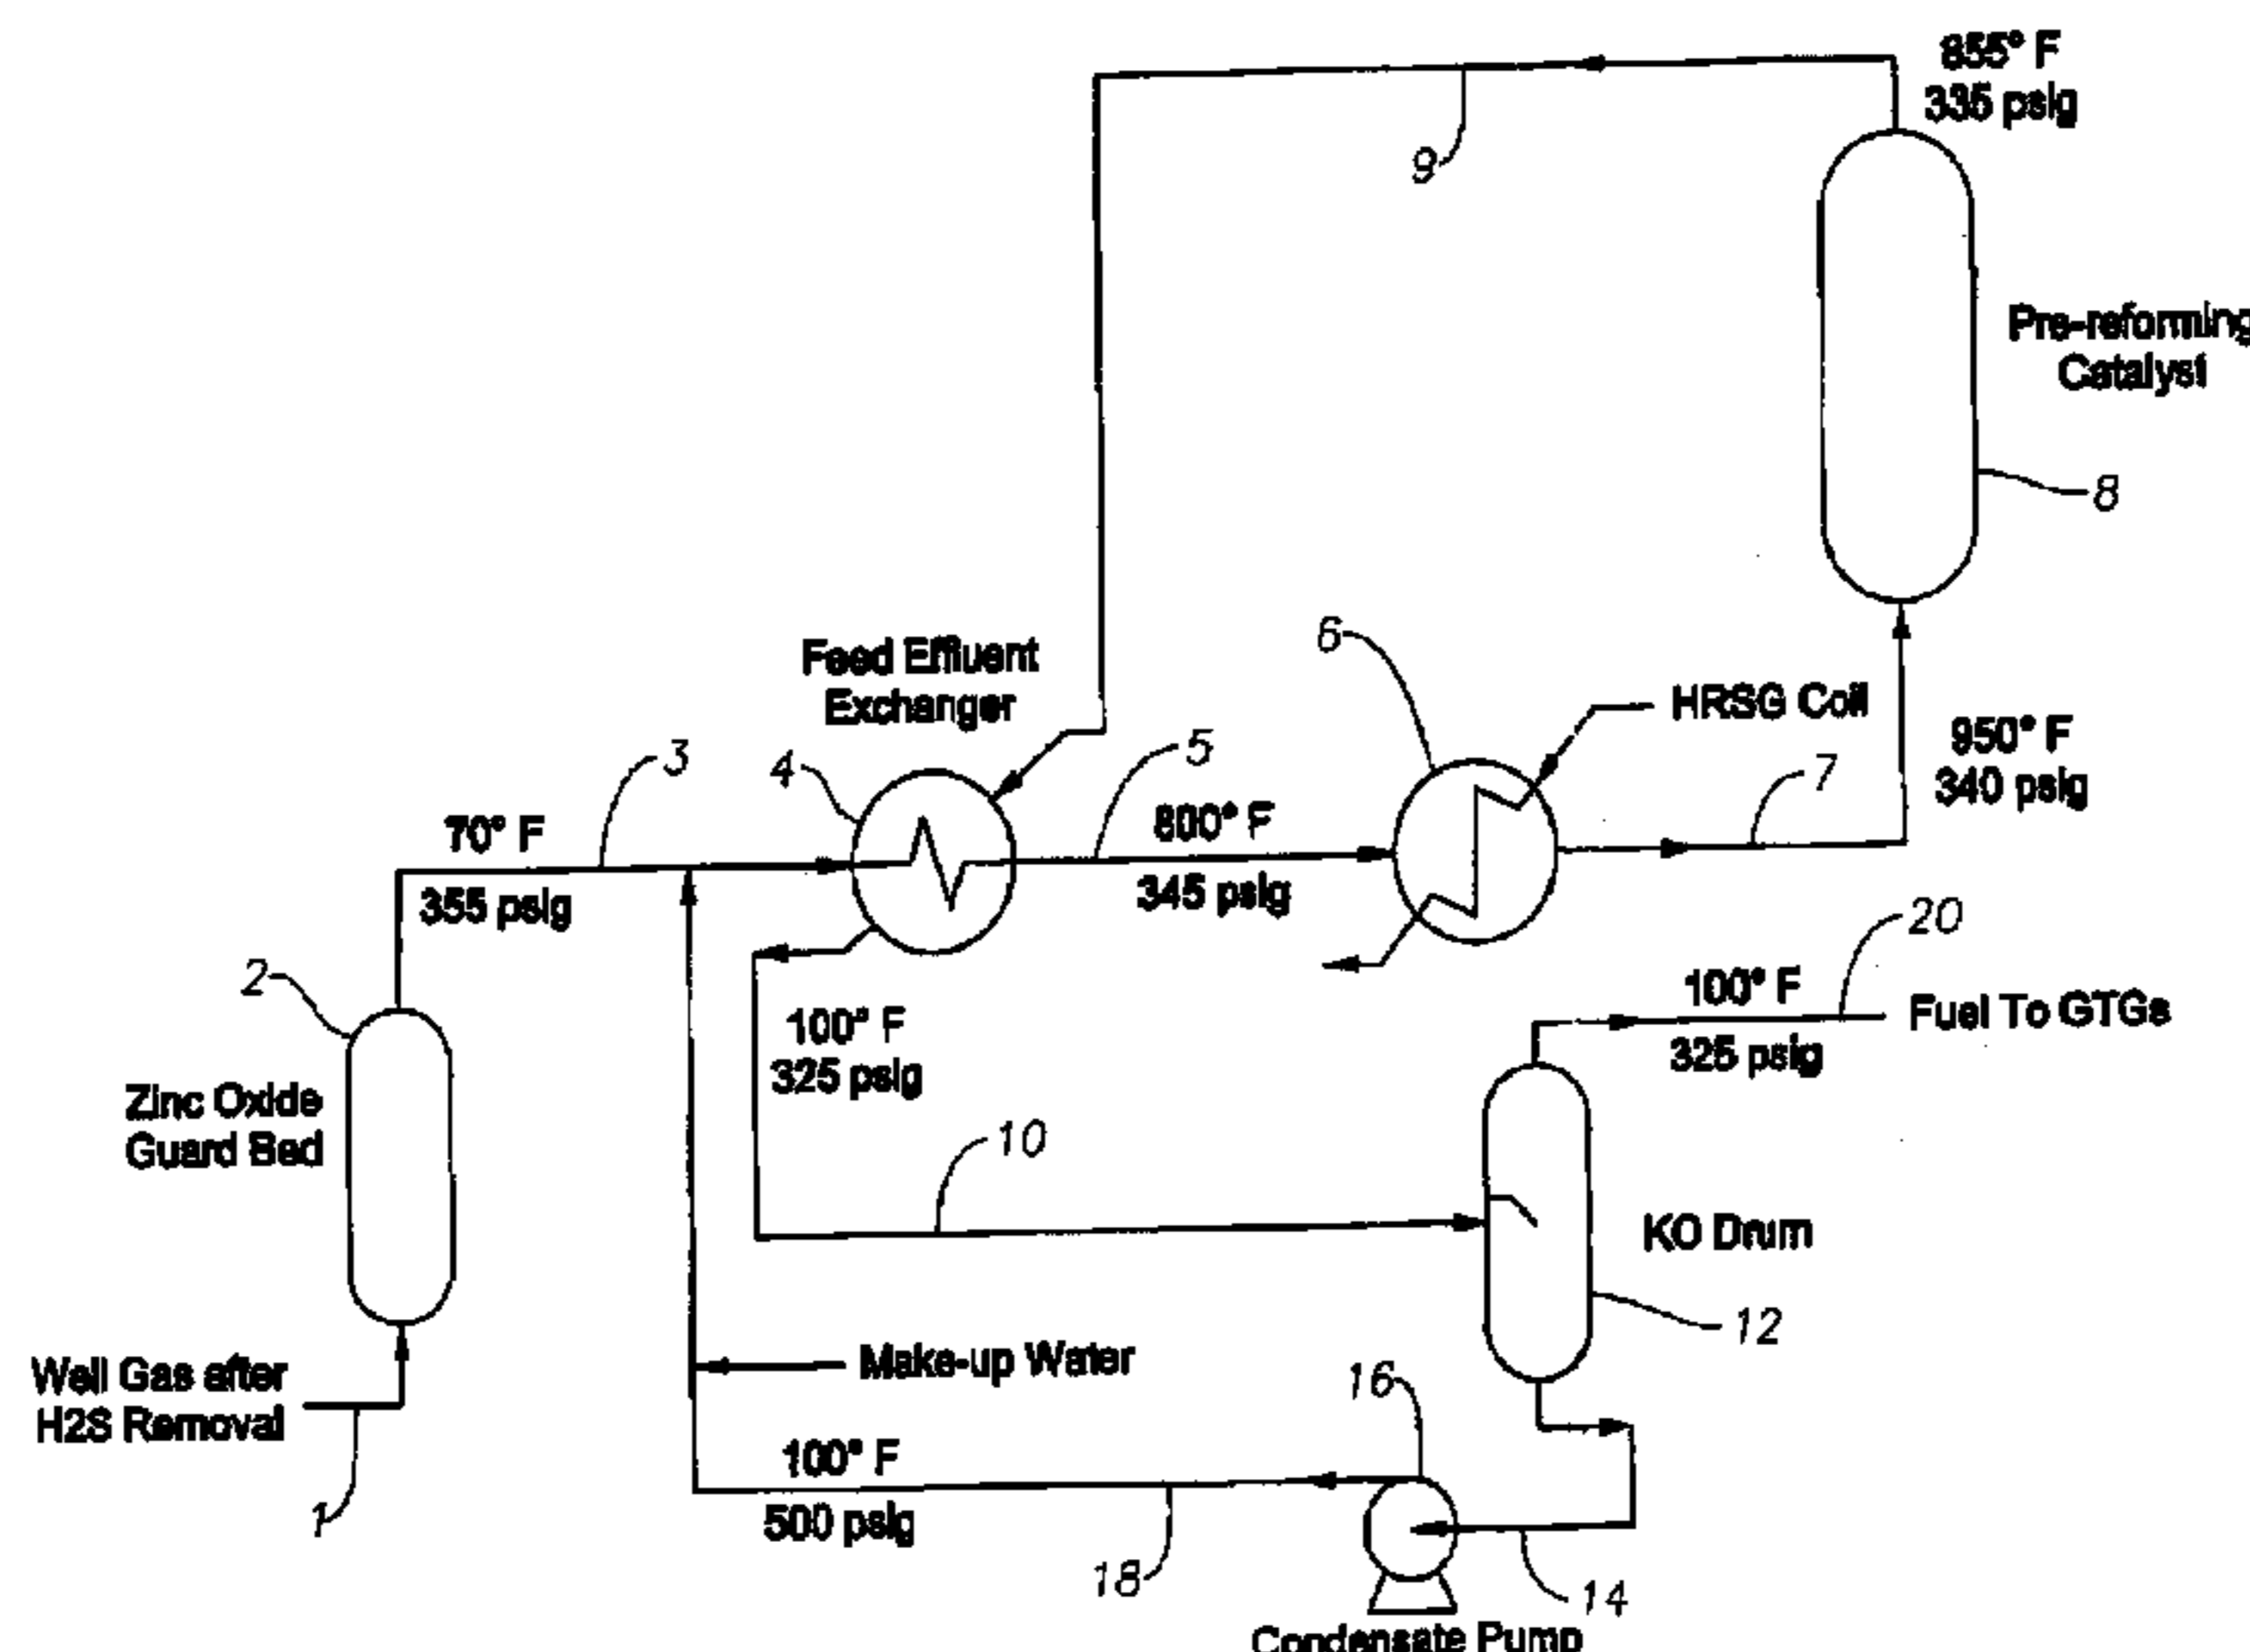 855° F
335 psig
9
Pre-reforming
Catalyst
8
Feed Effluent
Exchanger
6
HRSG Coil
3
4
5
7
950° F
340 psig
70° F
355 psig
800° F
345 psig
2
20
100° F
325 psig
Fuel To GTGs
100° F
325 psig
Zinc Oxide
Guard Bed
10
KO Drum
12
Well Gas after
H2S Removal
Make-up Water
16
1
100° F
500 psig
18
14
Condensate Pump